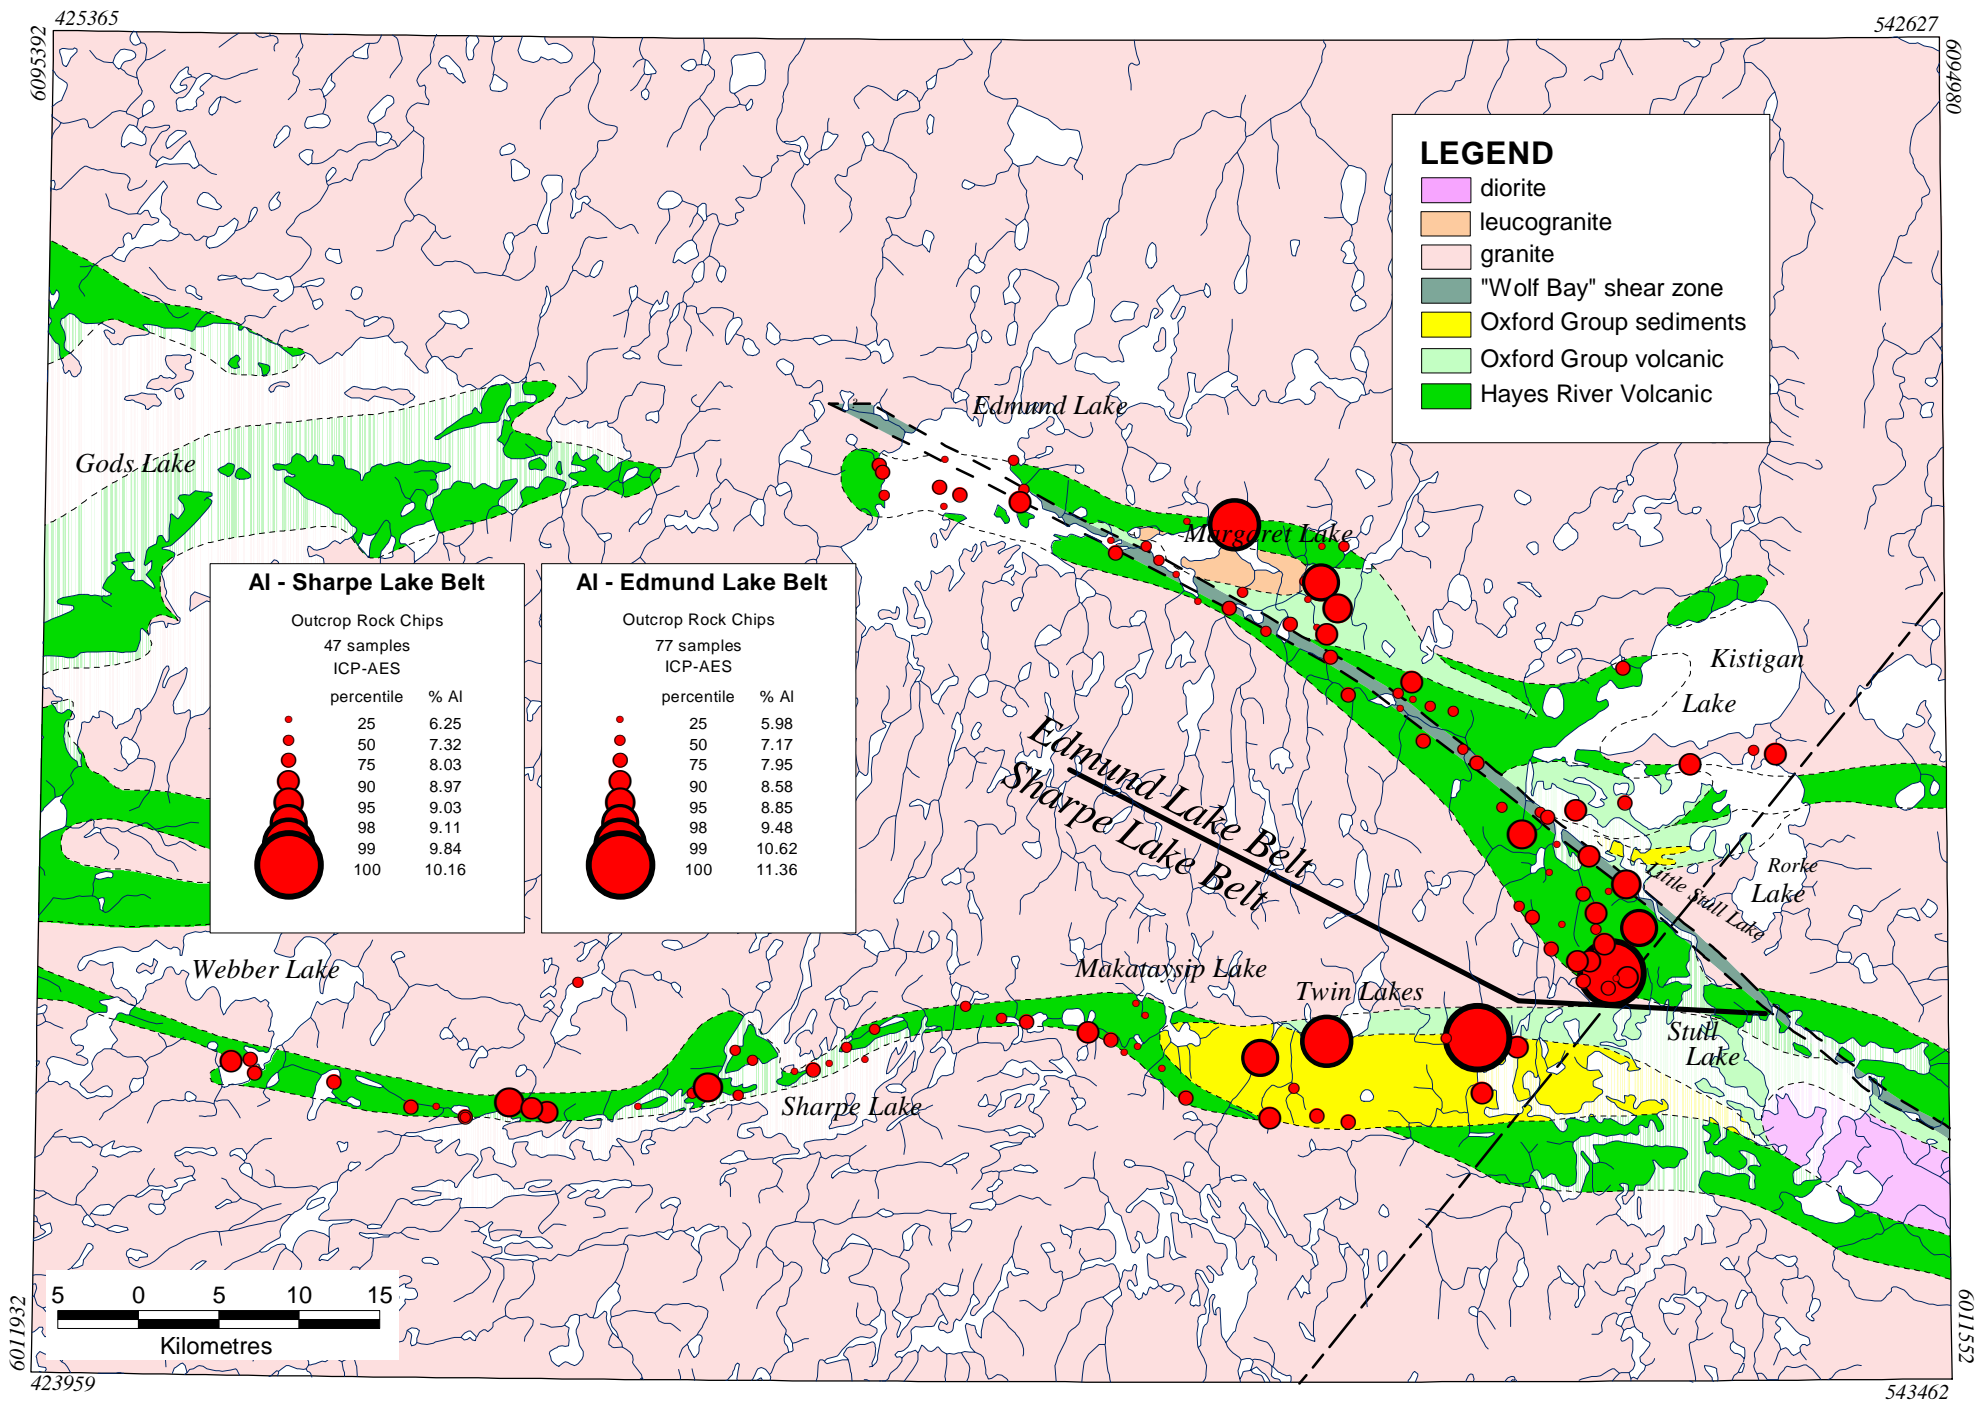 425365
542627
6095392
6094980
LEGEND
diorite
leucogranite
granite
"Wolf Bay" shear zone
Oxford Group sediments
Oxford Group volcanic
Hayes River Volcanic
Edmund Lake
Gods Lake
Margaret Lake
Al - Sharpe Lake Belt
Outcrop Rock Chips
47 samples
ICP-AES
percentile % Al
25 6.25
50 7.32
75 8.03
90 8.97
95 9.03
98 9.11
99 9.84
100 10.16
Al - Edmund Lake Belt
Outcrop Rock Chips
77 samples
ICP-AES
percentile % Al
25 5.98
50 7.17
75 7.95
90 8.58
95 8.85
98 9.48
99 10.62
100 11.36
Kistigan
Lake
Edmund Lake Belt
Sharpe Lake Belt
Rorke
Lake
Little Stull Lake
Webber Lake
Makataysip Lake
Twin Lakes
Stull
Lake
Sharpe Lake
5 0 5 10 15
Kilometres
6011932
6011552
423959
543462